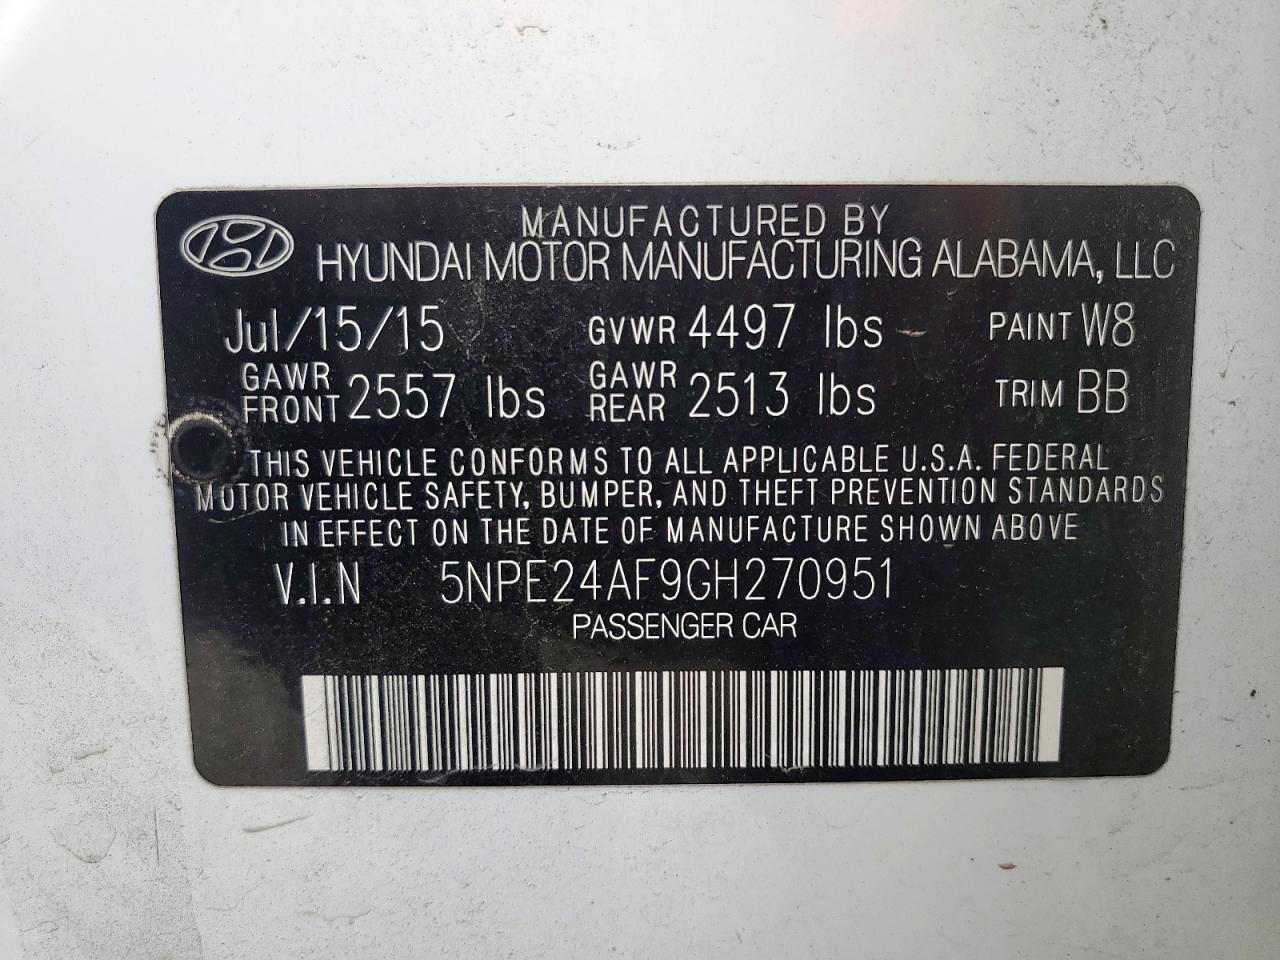 MANUFACTURED BY
HYUNDAI MOTOR MANUFACTURING ALABAMA, LLC
Jul/15/15 GVWR 4497 lbs PAINT W8
GAWR FRONT 2557 lbs GAWR REAR 2513 lbs TRIM BB
THIS VEHICLE CONFORMS TO ALL APPLICABLE U.S.A. FEDERAL
MOTOR VEHICLE SAFETY, BUMPER, AND THEFT PREVENTION STANDARDS
IN EFFECT ON THE DATE OF MANUFACTURE SHOWN ABOVE
V.I.N 5NPE24AF9GH270951
PASSENGER CAR